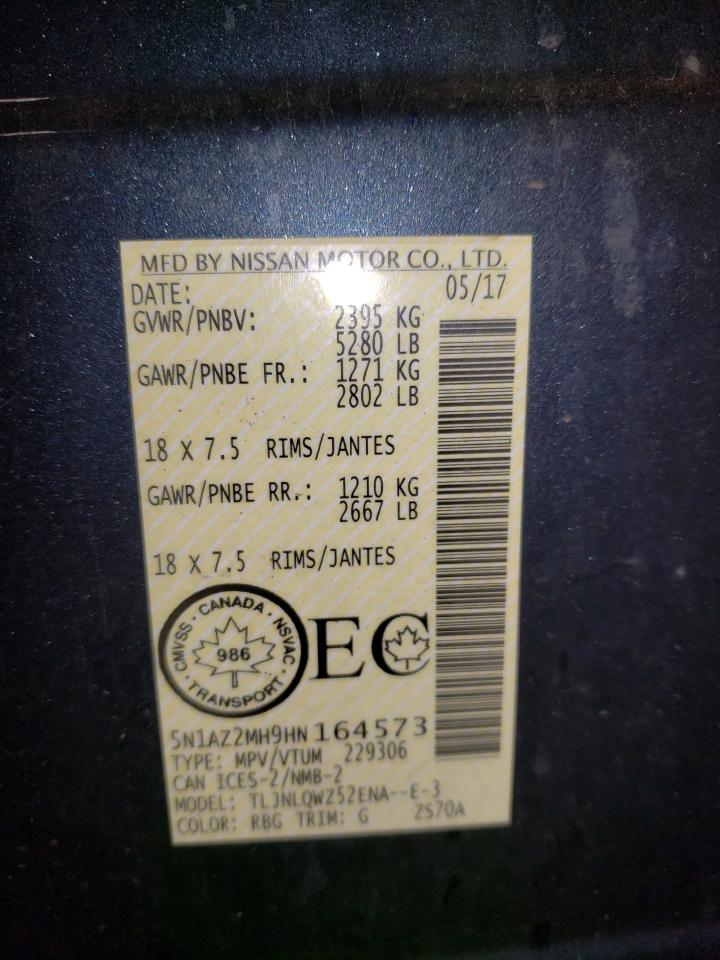 MFD BY NISSAN MOTOR CO., LTD.
DATE: 05/17
GVWR/PNBV: 2395 KG
5280 LB
GAWR/PNBE FR.: 1271 KG
2802 LB
18 X 7.5 RIMS/JANTES
GAWR/PNBE RR.: 1210 KG
2667 LB
18 X 7.5 RIMS/JANTES
CMVSS · CANADA · NSVAC · TRANSPORT ·
986
EC
5N1AZ2MH9HN164573
TYPE: MPV/VTUM 229306
CAN ICES-2/NMB-2
MODEL: TLJNLQWZ52ENA--E-3
COLOR: RBG TRIM: G ZS70A